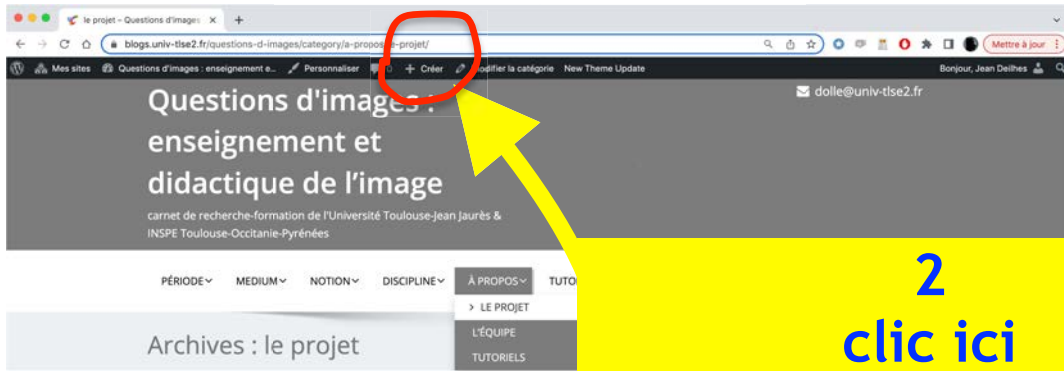 le projet – Questions d'images
blogs.univ-tlse2.fr/questions-d-images/category/a-propos/le-projet/
Mettre à jour
Mes sites Questions d'images : enseignement e... Personnaliser + Créer Modifier la catégorie New Theme Update Bonjour, Jean Deilhes
Questions d'images :
enseignement et
didactique de l'image
dolle@univ-tlse2.fr
carnet de recherche-formation de l'Université Toulouse-Jean Jaurès &
INSPE Toulouse-Occitanie-Pyrénées
PÉRIODE MEDIUM NOTION DISCIPLINE À PROPOS
> LE PROJET
L'ÉQUIPE
TUTORIELS
Archives : le projet
2
clic ici